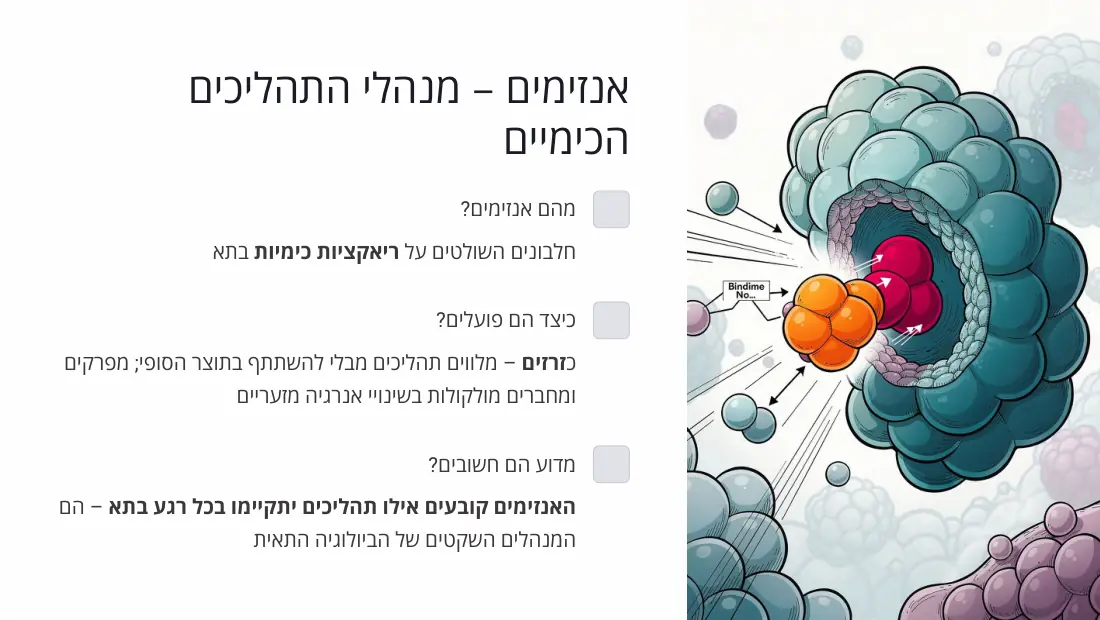 אנזימים – מנהלי התהליכים
הכימיים
מהם אנזימים?
חלבונים השולטים על ריאקציות כימיות בתא
כיצד הם פועלים?
כזרזים – מלווים תהליכים מבלי להשתתף בתוצר הסופי; מפרקים
ומחברים מולקולות בשינויי אנרגיה מזעריים
מדוע הם חשובים?
האנזימים קובעים אילו תהליכים יתקיימו בכל רגע בתא – הם
המנהלים השקטים של הביולוגיה התאית
Bindime
No...